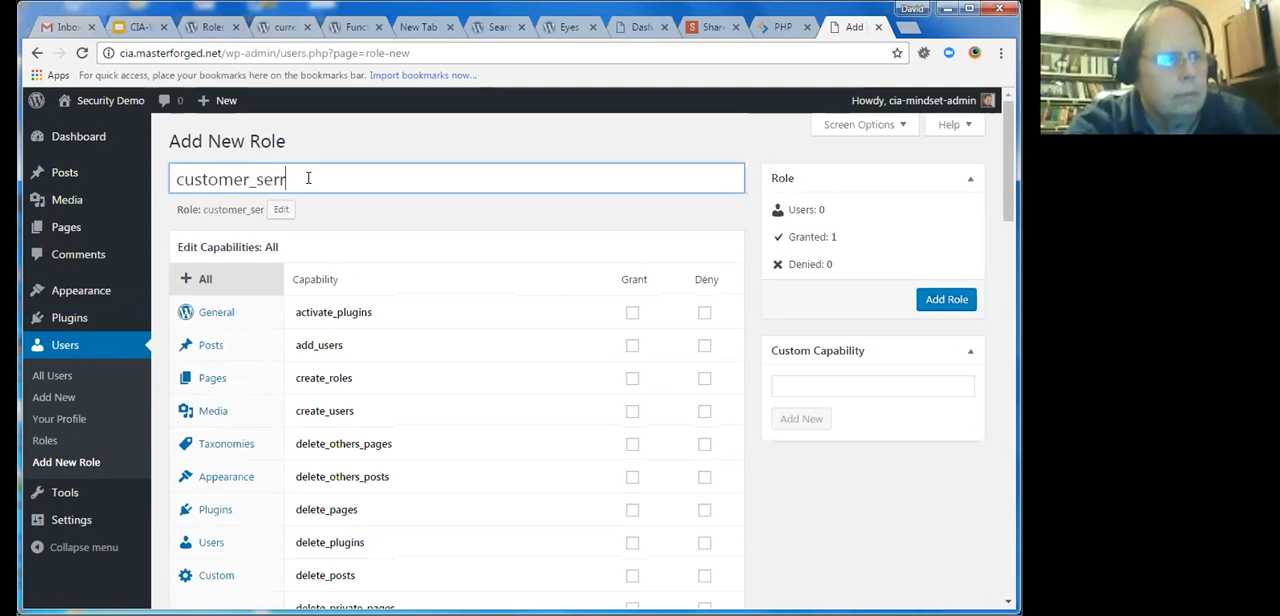 David
Inbo
CIA-
Roles
curre
Funct
New Tab
Sear
Eyes
Dash
Share
PHP
Add
cia.masterforged.net/wp-admin/users.php?page=role-new
Apps For quick access, place your bookmarks here on the bookmarks bar. Import bookmarks now...
Security Demo 0 New Howdy, cia-mindset-admin
Screen Options Help
Dashboard
Posts
Media
Pages
Comments
Appearance
Plugins
Users
All Users
Add New
Your Profile
Roles
Add New Role
Tools
Settings
Collapse menu
Add New Role
customer_serr
Role: customer_ser Edit
Edit Capabilities: All
All Capability Grant Deny
General activate_plugins
Posts add_users
Pages create_roles
Media create_users
Taxonomies delete_others_pages
Appearance delete_others_posts
Plugins delete_pages
Users delete_plugins
Custom delete_posts
delete_private_pages
Role
Users: 0
Granted: 1
Denied: 0
Add Role
Custom Capability
Add New